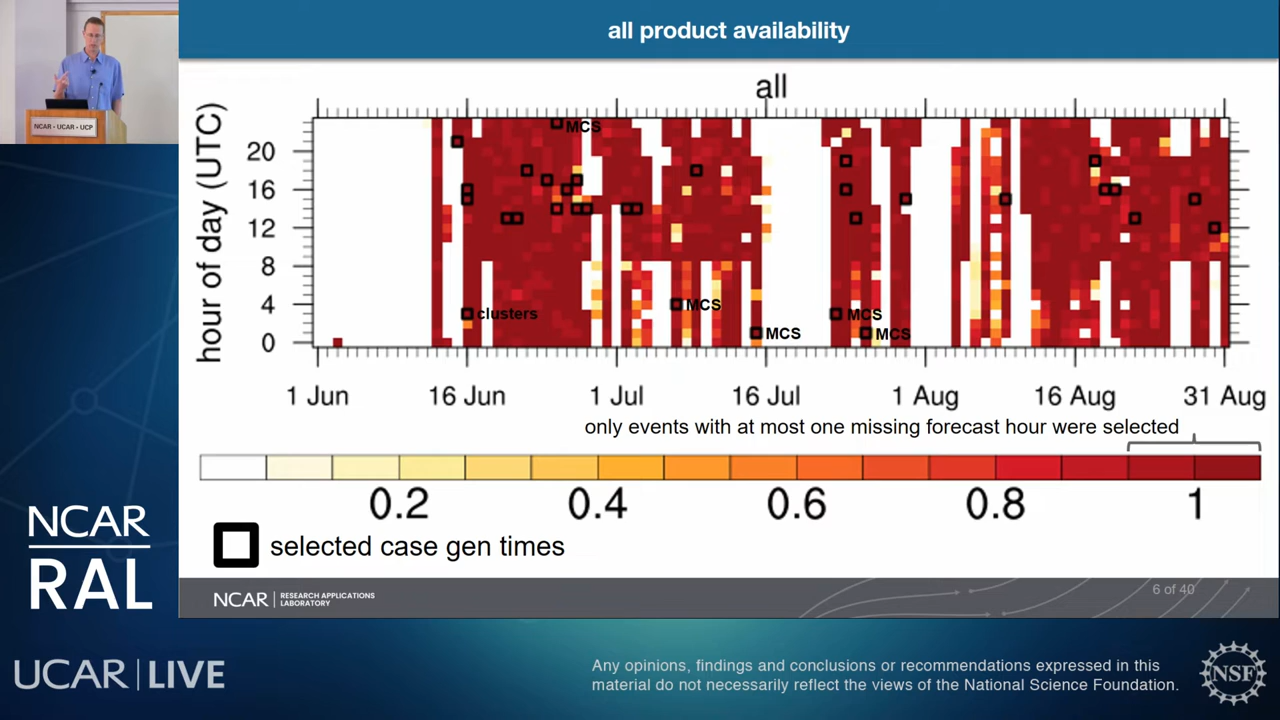 all product availability
all
hour of day (UTC)
20
16
12
8
4
0
MCS
clusters
MCS
MCS
MCS
MCS
1 Jun
16 Jun
1 Jul
16 Jul
1 Aug
16 Aug
31 Aug
only events with at most one missing forecast hour were selected
0.2
0.4
0.6
0.8
1
selected case gen times
NCAR
RESEARCH APPLICATIONS
LABORATORY
6 of 40
NCAR • UCAR • UCP
NCAR
RAL
UCAR | LIVE
Any opinions, findings and conclusions or recommendations expressed in this
material do not necessarily reflect the views of the National Science Foundation.
NSF